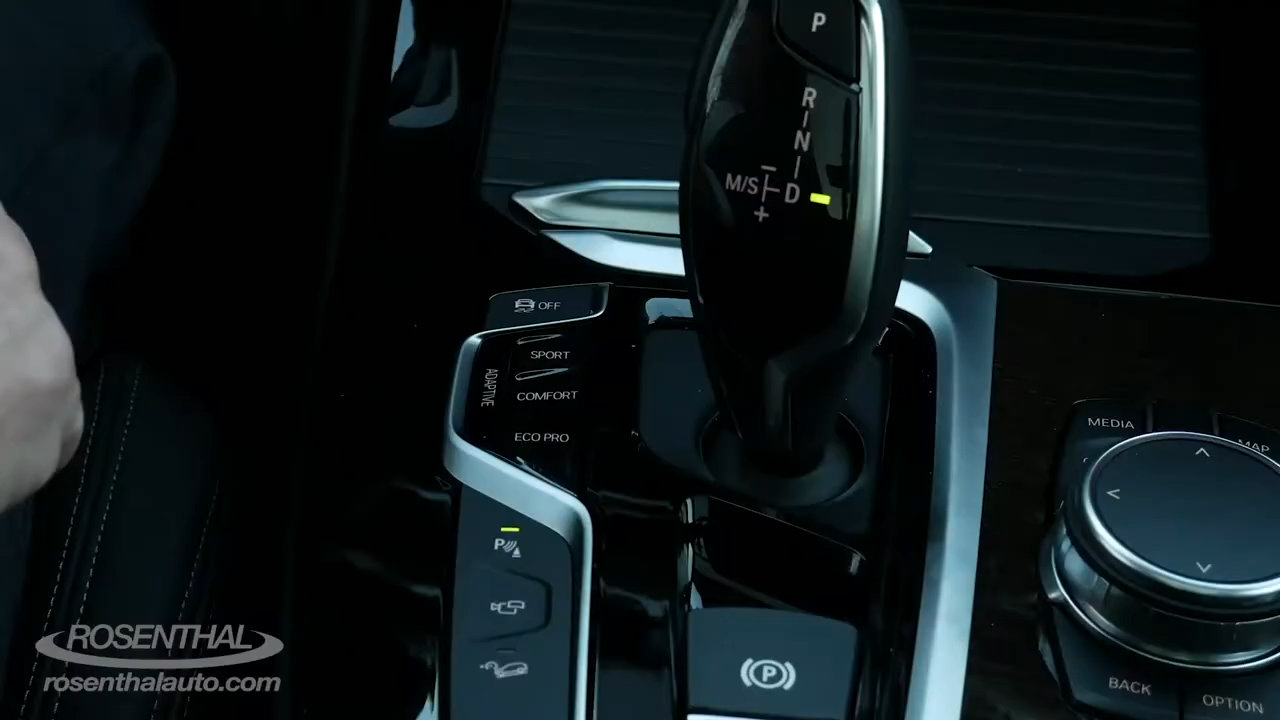 P
R
N
M/S
D
+
OFF
SPORT
ADAPTIVE
COMFORT
ECO PRO
MEDIA
MAP
P
P
BACK
OPTION
ROSENTHAL
rosenthalauto.com